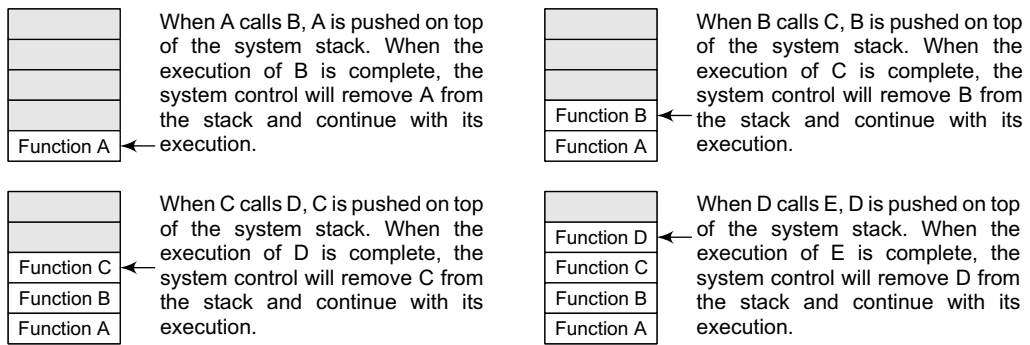 When A calls B, A is pushed on top
of the system stack. When the
execution of B is complete, the
system control will remove A from
the stack and continue with its
execution.
Function A
When B calls C, B is pushed on top
of the system stack. When the
execution of C is complete, the
system control will remove B from
the stack and continue with its
execution.
Function B
Function A
When C calls D, C is pushed on top
of the system stack. When the
execution of D is complete, the
system control will remove C from
the stack and continue with its
execution.
Function C
Function B
Function A
When D calls E, D is pushed on top
of the system stack. When the
execution of E is complete, the
system control will remove D from
the stack and continue with its
execution.
Function D
Function C
Function B
Function A